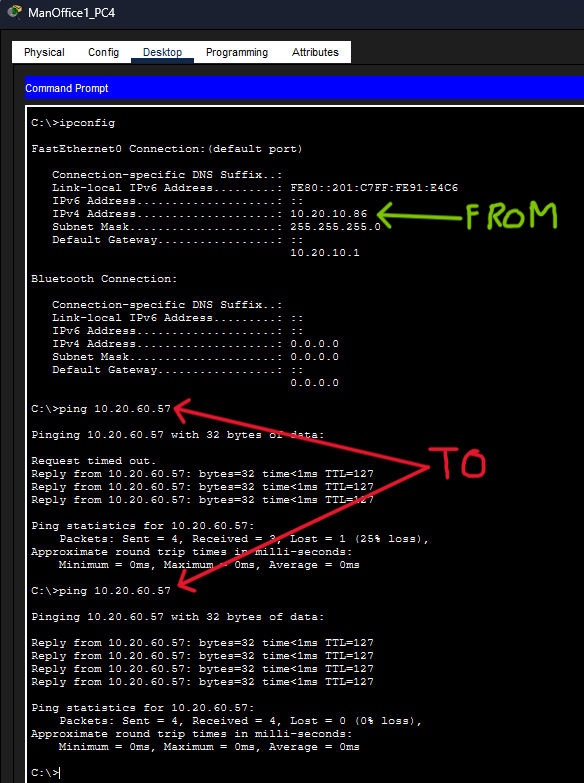 ManOffice1_PC4
Physical Config Desktop Programming Attributes
Command Prompt
C:\>ipconfig
FastEthernet0 Connection:(default port)
Connection-specific DNS Suffix..:
Link-local IPv6 Address.........: FE80::201:C7FF:FE91:E4C6
IPv6 Address....................: ::
IPv4 Address....................: 10.20.10.86
FROM
Subnet Mask.....................: 255.255.255.0
Default Gateway.................: ::
10.20.10.1
Bluetooth Connection:
Connection-specific DNS Suffix..:
Link-local IPv6 Address.........: ::
IPv6 Address....................: ::
IPv4 Address....................: 0.0.0.0
Subnet Mask.....................: 0.0.0.0
Default Gateway.................: ::
0.0.0.0
C:\>ping 10.20.60.57
Pinging 10.20.60.57 with 32 bytes of data:
TO
Request timed out.
Reply from 10.20.60.57: bytes=32 time<1ms TTL=127
Reply from 10.20.60.57: bytes=32 time<1ms TTL=127
Reply from 10.20.60.57: bytes=32 time<1ms TTL=127
Ping statistics for 10.20.60.57:
Packets: Sent = 4, Received = 3, Lost = 1 (25% loss),
Approximate round trip times in milli-seconds:
Minimum = 0ms, Maximum = 0ms, Average = 0ms
C:\>ping 10.20.60.57
Pinging 10.20.60.57 with 32 bytes of data:
Reply from 10.20.60.57: bytes=32 time<1ms TTL=127
Reply from 10.20.60.57: bytes=32 time<1ms TTL=127
Reply from 10.20.60.57: bytes=32 time<1ms TTL=127
Reply from 10.20.60.57: bytes=32 time<1ms TTL=127
Ping statistics for 10.20.60.57:
Packets: Sent = 4, Received = 4, Lost = 0 (0% loss),
Approximate round trip times in milli-seconds:
Minimum = 0ms, Maximum = 0ms, Average = 0ms
C:\>